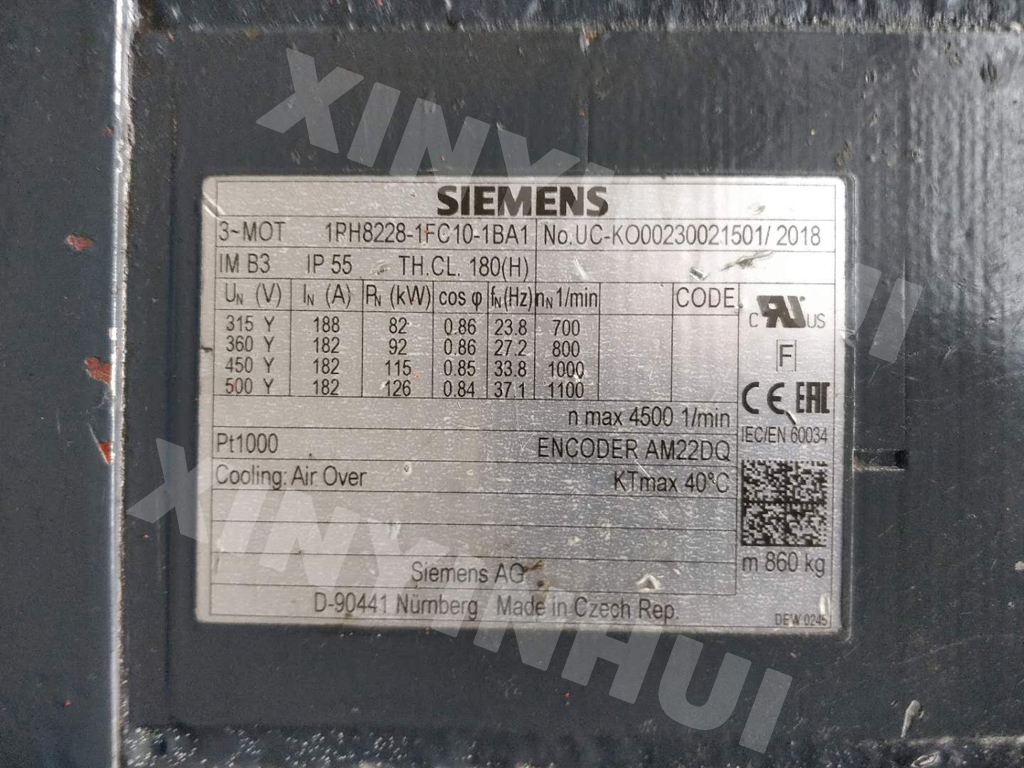 XINYIHUI
SIEMENS
3~MOT 1PH8228-1FC10-1BA1 No.UC-KO00230021501/ 2018
IM B3 IP 55 TH.CL. 180(H)
UN (V) IN (A) PN (kW) cos φ fN(Hz) nN 1/min CODE
315 Y 188 82 0.86 23.8 700
360 Y 182 92 0.86 27.2 800
450 Y 182 115 0.85 33.8 1000
500 Y 182 126 0.84 37.1 1100
c RU US
F
CE EAC
n max 4500 1/min
IEC/EN 60034
Pt1000 ENCODER AM22DQ
Cooling: Air Over KTmax 40°C
m 860 kg
Siemens AG
D-90441 Nürnberg Made in Czech Rep.
DEW 0245
XINYIHUI